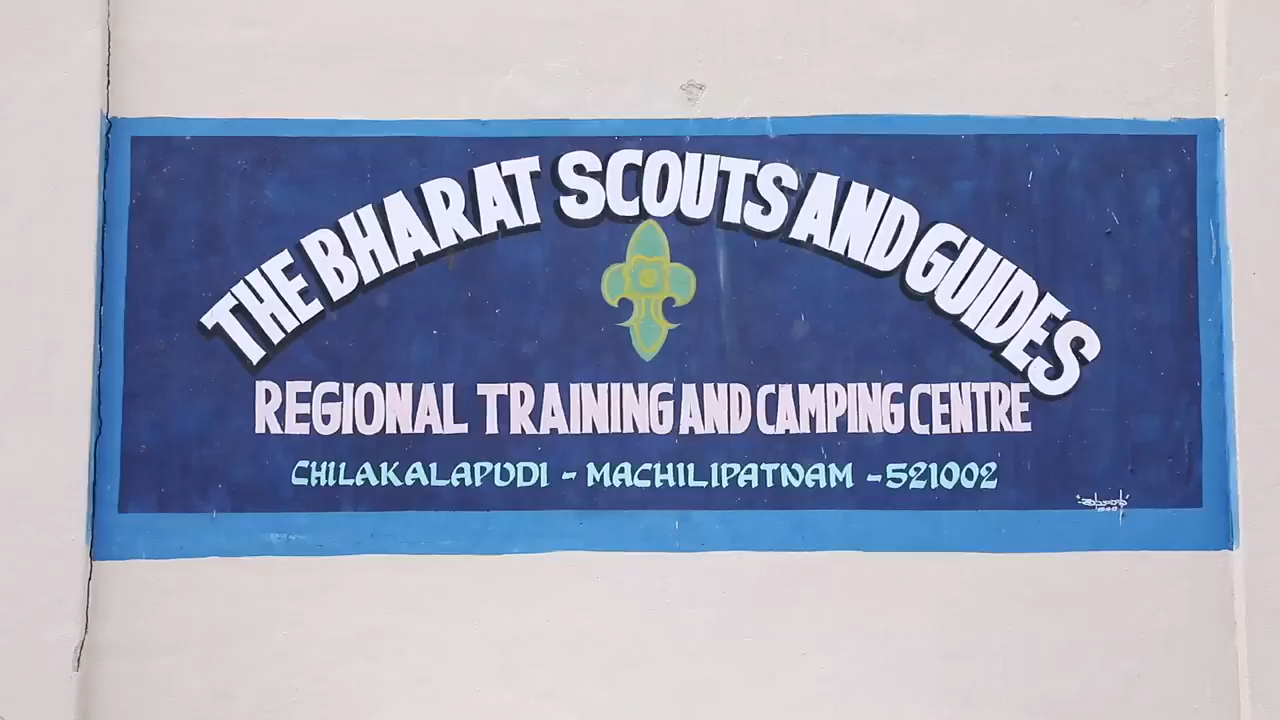 THE BHARAT SCOUTS AND GUIDES
REGIONAL TRAINING AND CAMPING CENTRE
CHILAKALAPUDI - MACHILIPATNAM - 521002